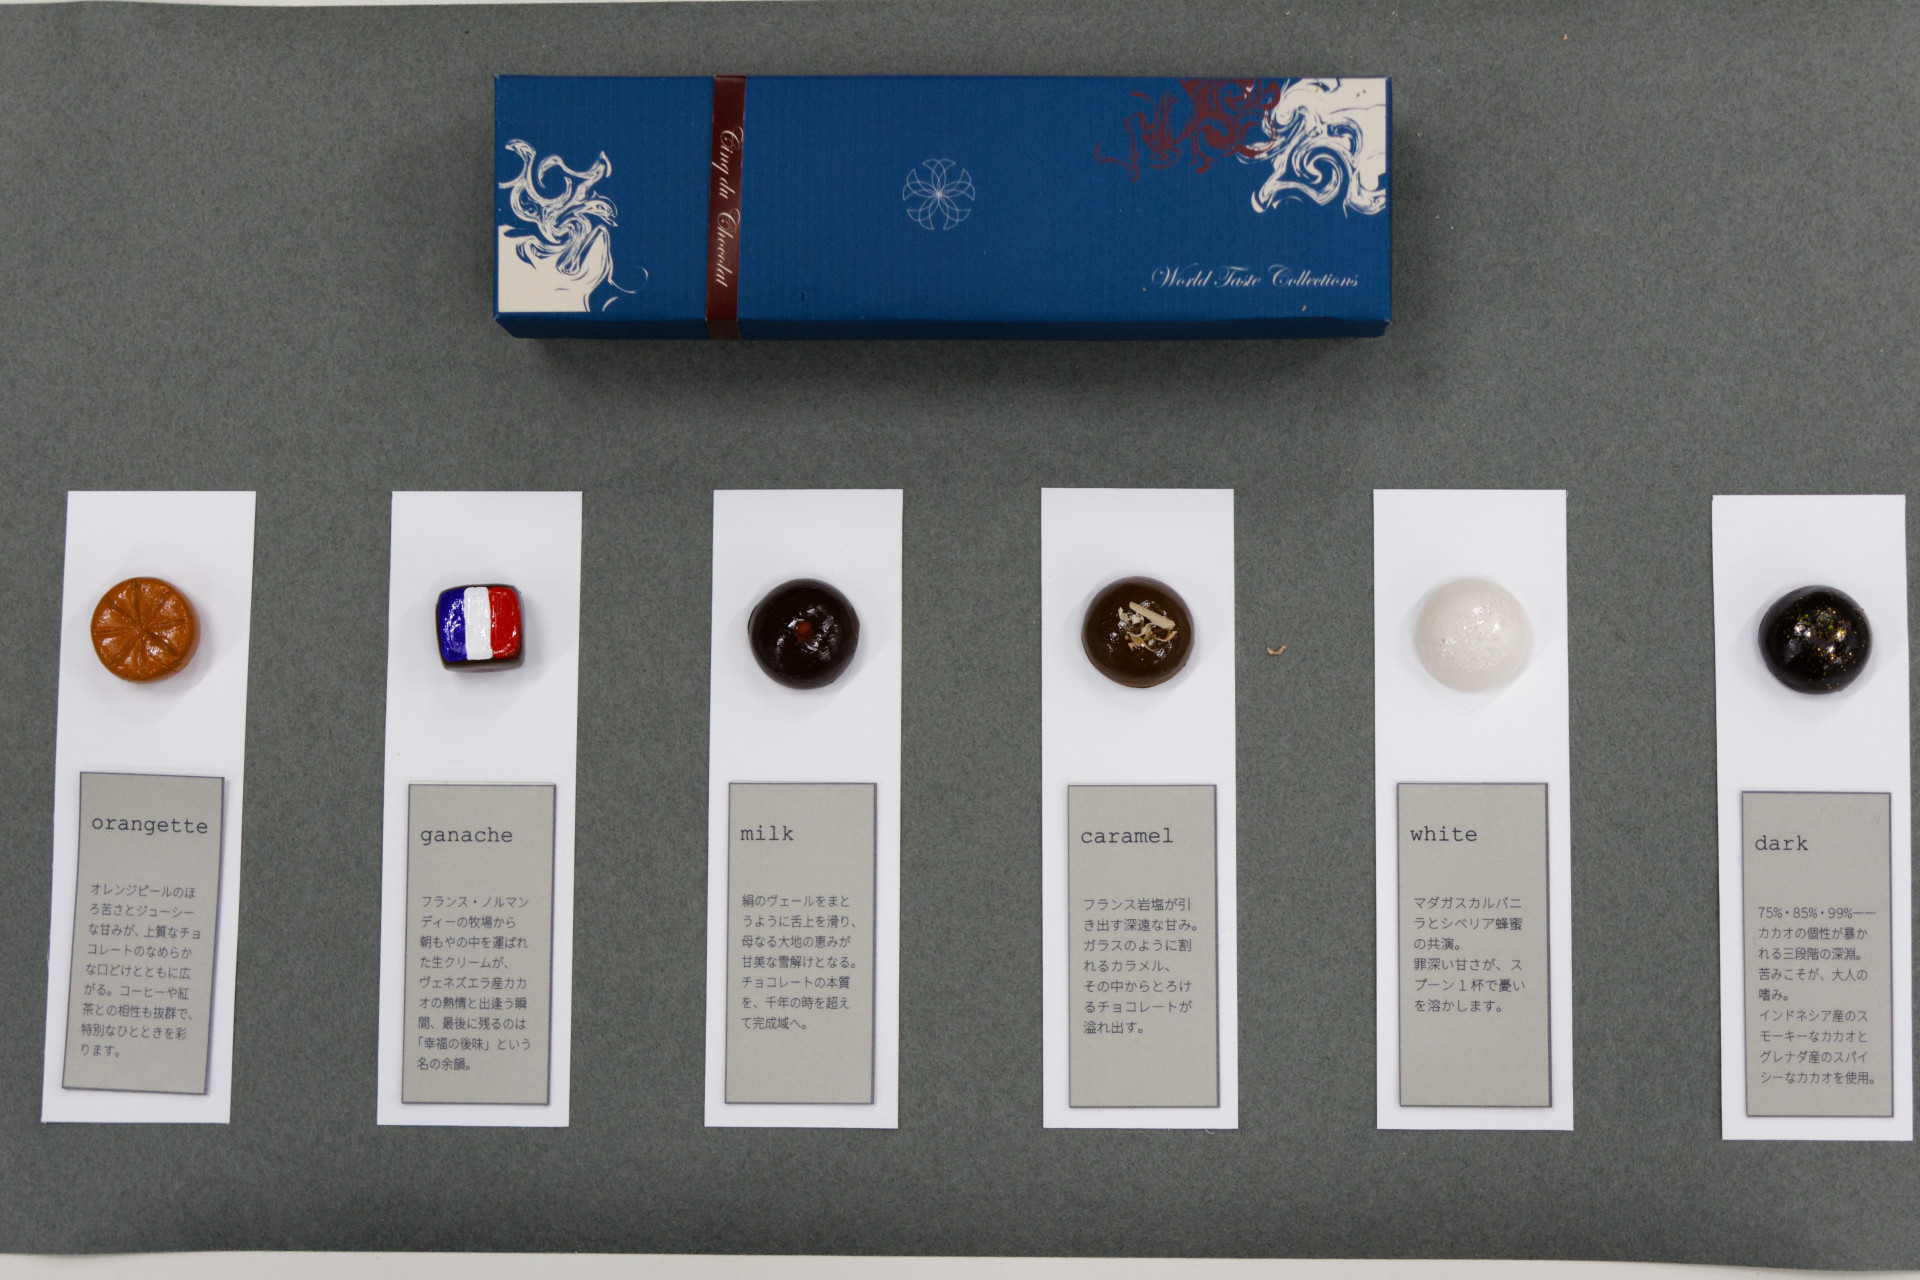 Cinq du Chocolat
World Taste Collections
orangette
オレンジピールのほ
ろ苦さとジューシー
な甘みが、上質なチョ
コレートのなめらか
な口どけとともに広
がる。コーヒーや紅
茶との相性も抜群で、
特別なひとときを彩
ります。
ganache
フランス・ノルマン
ディーの牧場から
朝もやの中を運ばれ
た生クリームが、
ヴェネズエラ産カカ
オの熱情と出逢う瞬
間、最後に残るのは
「幸福の後味」という
名の余韻。
milk
絹のヴェールをまと
うように舌上を滑り、
母なる大地の恵みが
甘美な雪解けとなる。
チョコレートの本質
を、千年の時を超え
て完成域へ。
caramel
フランス岩塩が引
き出す深遠な甘み。
ガラスのように割
れるカラメル、
その中からとろけ
るチョコレートが
溢れ出す。
white
マダガスカルバニ
ラとシベリア蜂蜜
の共演。
罪深い甘さが、ス
プーン1杯で憂い
を溶かします。
dark
75%・85%・99%——
カカオの個性が暴か
れる三段階の深淵。
苦みこそが、大人の
嗜み。
インドネシア産のス
モーキーなカカオと
グレナダ産のスパイ
シーなカカオを使用。